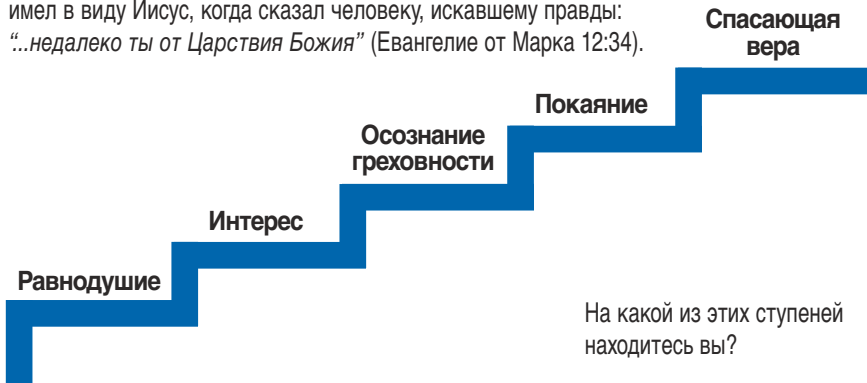 имел в виду Иисус, когда сказал человеку, искавшему правды:
“...недалеко ты от Царствия Божия” (Евангелие от Марка 12:34).
Спасающая
вера
Покаяние
Осознание
греховности
Интерес
Равнодушие
На какой из этих ступеней
находитесь вы?